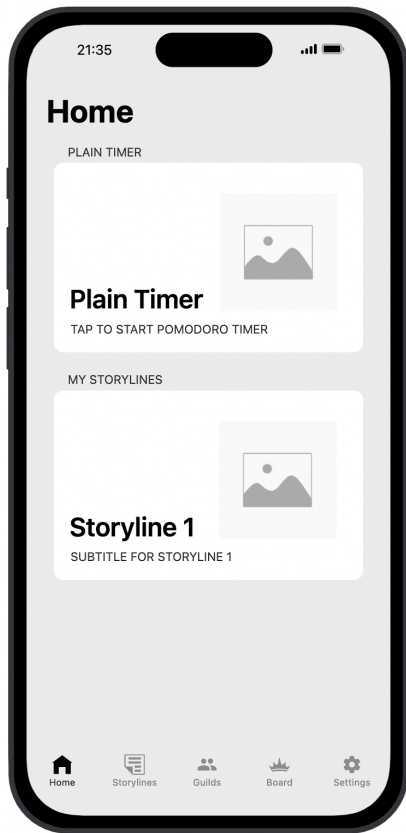 21:35
Home
PLAIN TIMER
Plain Timer
TAP TO START POMODORO TIMER
MY STORYLINES
Storyline 1
SUBTITLE FOR STORYLINE 1
Home Storylines Guilds Board Settings